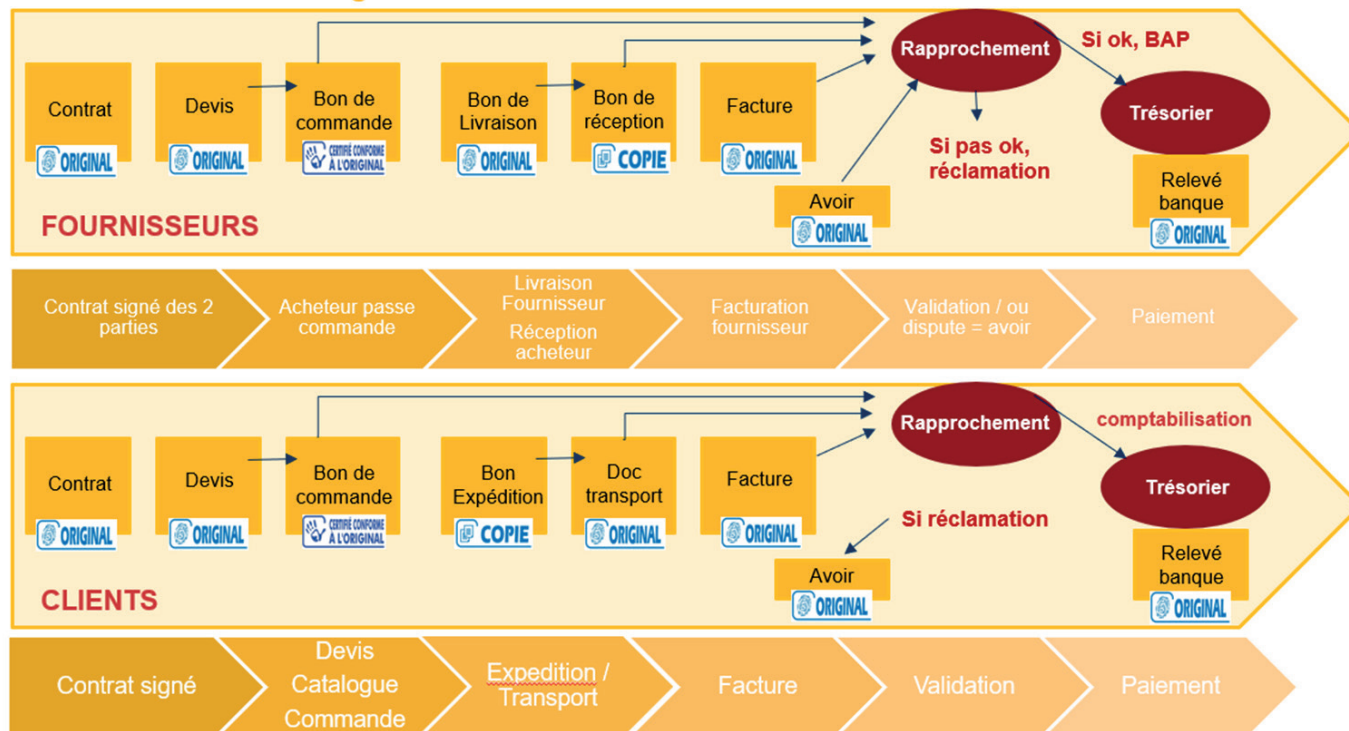 Contrat
ORIGINAL
Devis
ORIGINAL
Bon de
commande
CERTIFIÉ CONFORME
À L'ORIGINAL
Bon de
Livraison
ORIGINAL
Bon de
réception
COPIE
Facture
ORIGINAL
Avoir
ORIGINAL
Rapprochement
Si ok, BAP
Si pas ok,
réclamation
Trésorier
Relevé
banque
ORIGINAL
FOURNISSEURS
Contrat signé des 2
parties
Acheteur passe
commande
Livraison
Fournisseur
Réception
acheteur
Facturation
fournisseur
Validation / ou
dispute = avoir
Paiement
Contrat
ORIGINAL
Devis
ORIGINAL
Bon de
commande
CERTIFIÉ CONFORME
À L'ORIGINAL
Bon
Expédition
COPIE
Doc
transport
ORIGINAL
Facture
ORIGINAL
Rapprochement
comptabilisation
Si réclamation
Avoir
ORIGINAL
Trésorier
Relevé
banque
ORIGINAL
CLIENTS
Contrat signé
Devis
Catalogue
Commande
Expedition /
Transport
Facture
Validation
Paiement